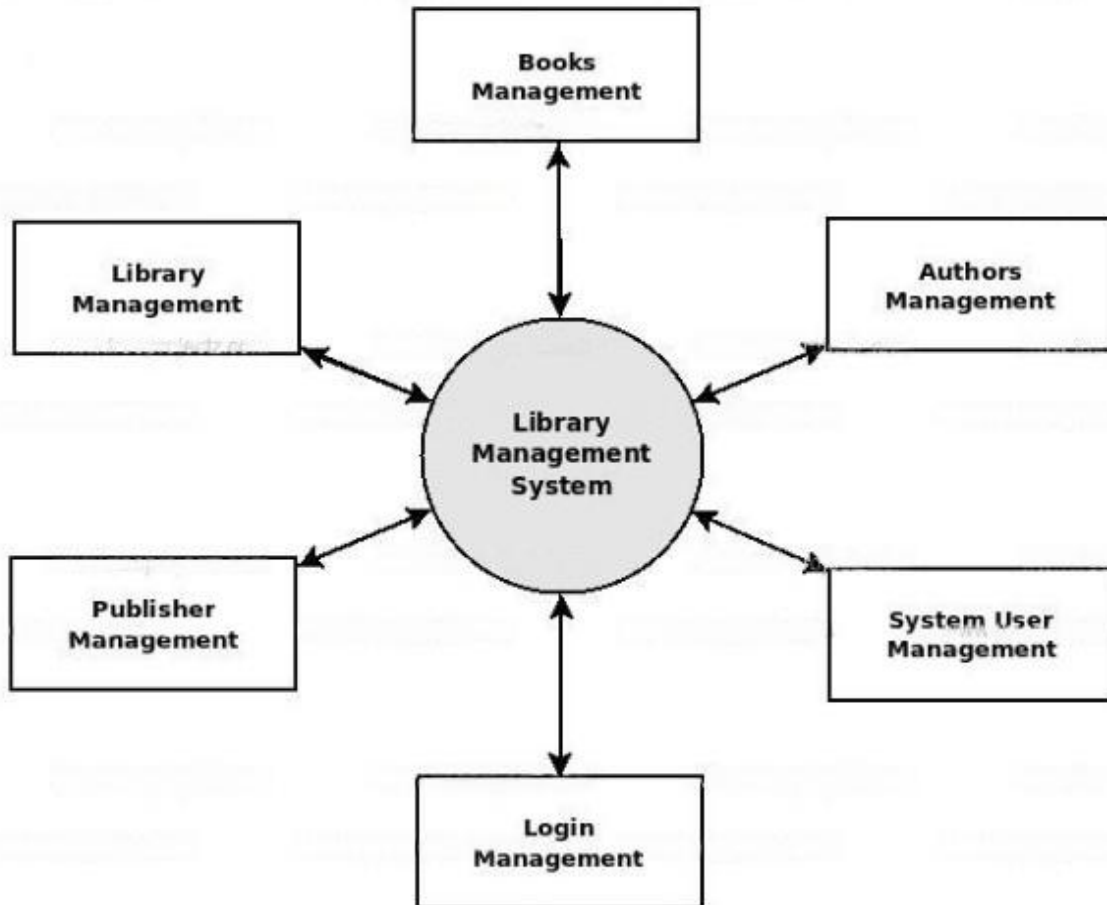 Books
Management
Library
Management
Authors
Management
Library
Management
System
Publisher
Management
System User
Management
Login
Management